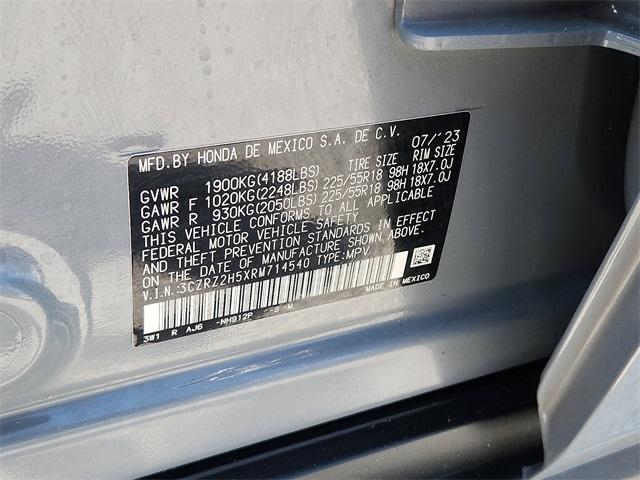 MFD.BY HONDA DE MEXICO S.A. DE C.V. 07/'23
TIRE SIZE RIM SIZE
GVWR 1900KG(4188LBS)
GAWR F 1020KG(2248LBS) 225/55R18 98H 18X7.0J
GAWR R 930KG(2050LBS) 225/55R18 98H 18X7.0J
THIS VEHICLE CONFORMS TO ALL APPLICABLE
FEDERAL MOTOR VEHICLE SAFETY
AND THEFT PREVENTION STANDARDS IN EFFECT
ON THE DATE OF MANUFACTURE SHOWN ABOVE.
V.I.N.:3CZRZ2H5XRM714540 TYPE:MPV
3W1 R AJ6 -NH912P -S-M MADE IN MEXICO